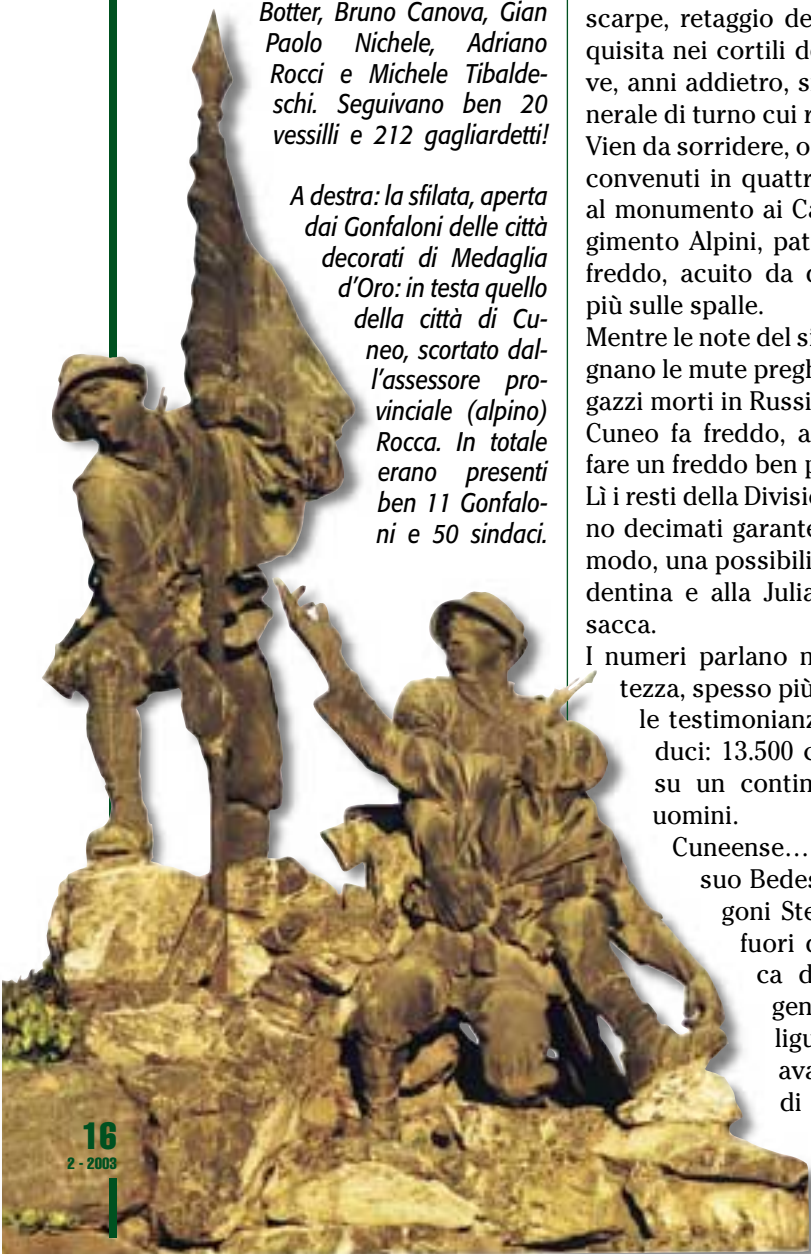 Botter, Bruno Canova, Gian
Paolo Nichele, Adriano
Rocci e Michele Tibalde-
schi. Seguivano ben 20
vessilli e 212 gagliardetti!
A destra: la sfilata, aperta
dai Gonfaloni delle città
decorati di Medaglia
d'Oro: in testa quello
della città di Cu-
neo, scortato dal-
l'assessore pro-
vinciale (alpino)
Rocca. In totale
erano presenti
ben 11 Gonfalo-
ni e 50 sindaci.
scarpe, retaggio de
quisita nei cortili de
ve, anni addietro, s
nerale di turno cui r
Vien da sorridere, o
convenuti in quattr
al monumento ai Ca
gimento Alpini, pat
freddo, acuito da
più sulle spalle.
Mentre le note del si
gnano le mute pregh
gazzi morti in Russi
Cuneo fa freddo, a
fare un freddo ben p
Lì i resti della Divisio
no decimati garante
modo, una possibili
dentina e alla Julia
sacca.
I numeri parlano n
tezza, spesso più
le testimonianz
duci: 13.500 c
su un contin
uomini.
Cuneense…
suo Bedes
goni Ste
fuori
ca d
gen
ligu
ava
di
16
2 - 2003